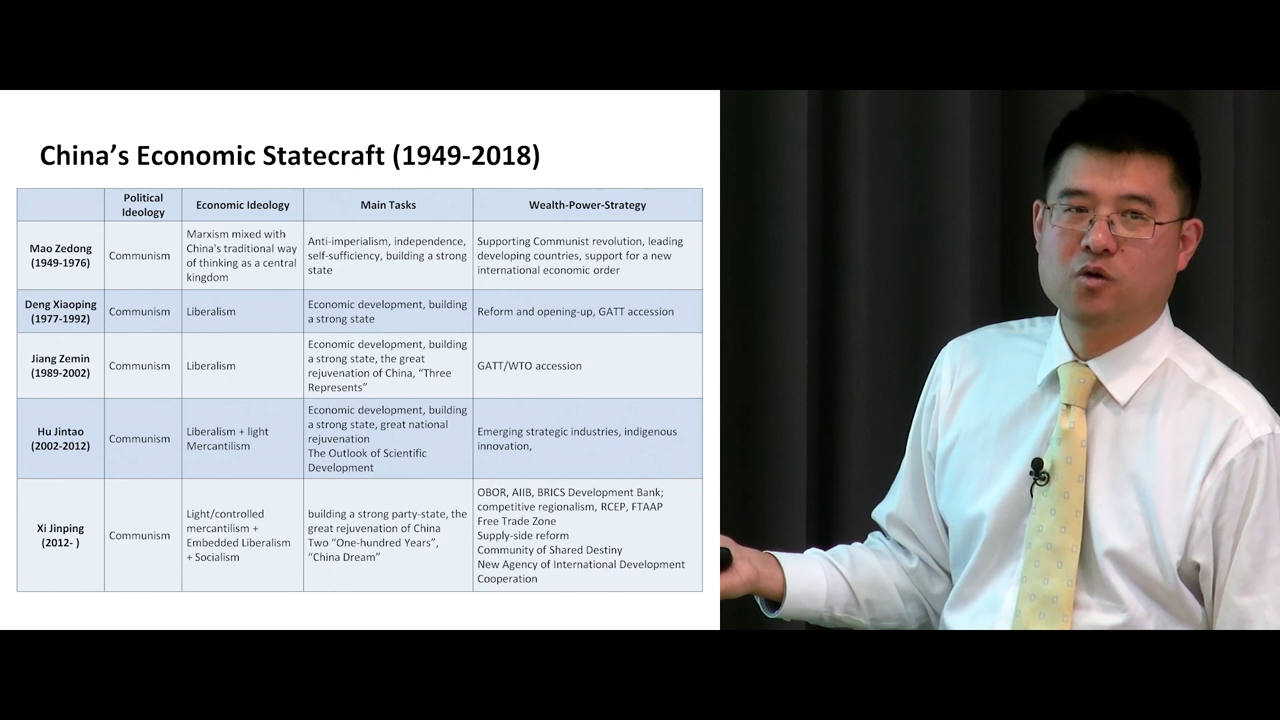 China's Economic Statecraft (1949-2018)
Political
Ideology
Economic Ideology
Main Tasks
Wealth-Power-Strategy
Mao Zedong
(1949-1976)
Communism
Marxism mixed with
China's traditional way
of thinking as a central
kingdom
Anti-imperialism, independence,
self-sufficiency, building a strong
state
Supporting Communist revolution, leading
developing countries, support for a new
international economic order
Deng Xiaoping
(1977-1992)
Communism
Liberalism
Economic development, building
a strong state
Reform and opening-up, GATT accession
Jiang Zemin
(1989-2002)
Communism
Liberalism
Economic development, building
a strong state, the great
rejuvenation of China, “Three
Represents”
GATT/WTO accession
Hu Jintao
(2002-2012)
Communism
Liberalism + light
Mercantilism
Economic development, building
a strong state, great national
rejuvenation
The Outlook of Scientific
Development
Emerging strategic industries, indigenous
innovation,
Xi Jinping
(2012- )
Communism
Light/controlled
mercantilism +
Embedded Liberalism
+ Socialism
building a strong party-state, the
great rejuvenation of China
Two “One-hundred Years”,
“China Dream”
OBOR, AIIB, BRICS Development Bank;
competitive regionalism, RCEP, FTAAP
Free Trade Zone
Supply-side reform
Community of Shared Destiny
New Agency of International Development
Cooperation